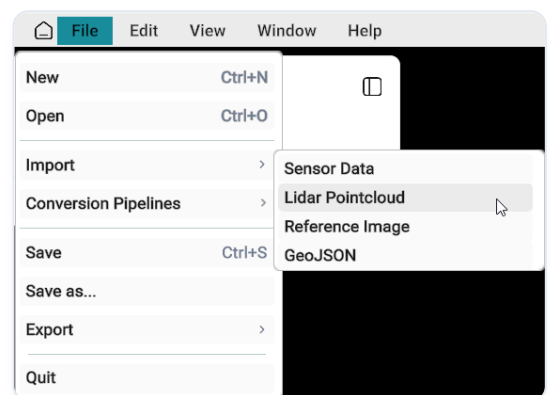 File Edit View Window Help
New Ctrl+N
Open Ctrl+O
Import
Conversion Pipelines
Save Ctrl+S
Save as...
Export
Quit
Sensor Data
Lidar Pointcloud
Reference Image
GeoJSON